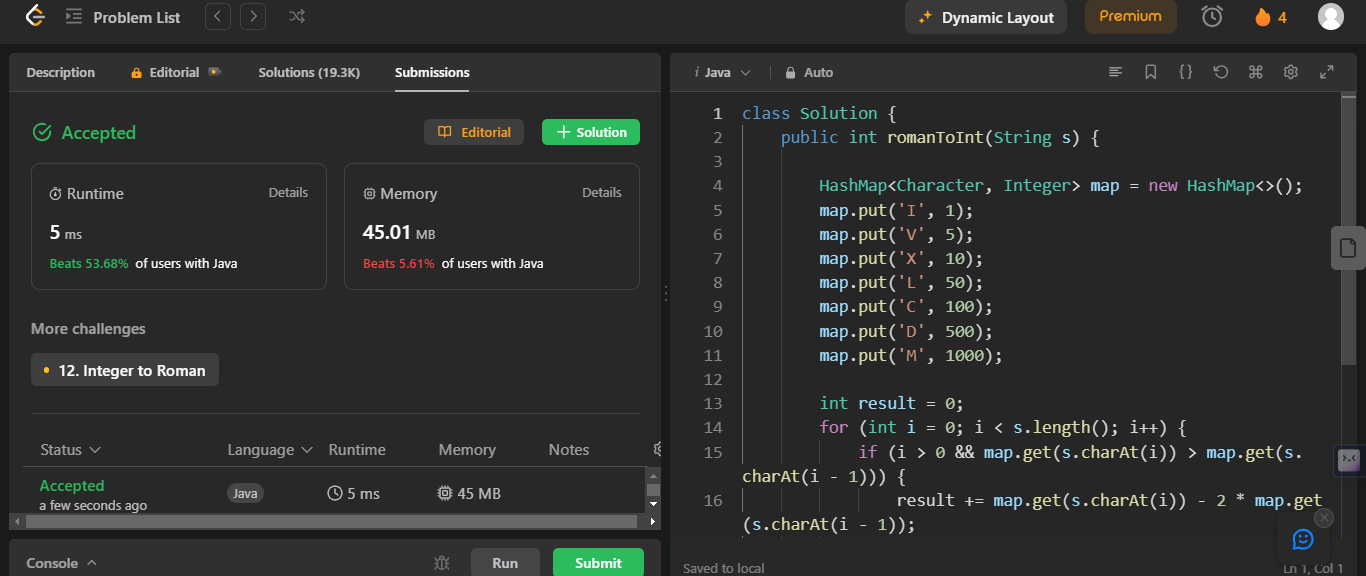 Problem List
Dynamic Layout
Premium
4
Description
Editorial
Solutions (19.3K)
Submissions
Accepted
Editorial
Solution
Runtime
Details
5 ms
Beats 53.68% of users with Java
Memory
Details
45.01 MB
Beats 5.61% of users with Java
More challenges
12. Integer to Roman
Status
Language
Runtime
Memory
Notes
Accepted
a few seconds ago
Java
5 ms
45 MB
Console
Run
Submit
i Java
Auto
1 class Solution {
2 public int romanToInt(String s) {
3
4 HashMap<Character, Integer> map = new HashMap<>();
5 map.put('I', 1);
6 map.put('V', 5);
7 map.put('X', 10);
8 map.put('L', 50);
9 map.put('C', 100);
10 map.put('D', 500);
11 map.put('M', 1000);
12
13 int result = 0;
14 for (int i = 0; i < s.length(); i++) {
15 if (i > 0 && map.get(s.charAt(i)) > map.get(s.
charAt(i - 1))) {
16 result += map.get(s.charAt(i)) - 2 * map.get
(s.charAt(i - 1));
Saved to local
Ln 1, Col 1